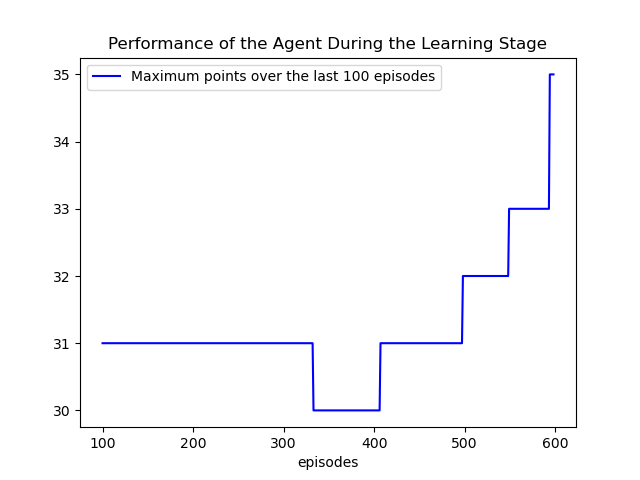 Performance of the Agent During the Learning Stage
Maximum points over the last 100 episodes
35
34
33
32
31
30
100 200 300 400 500 600
episodes